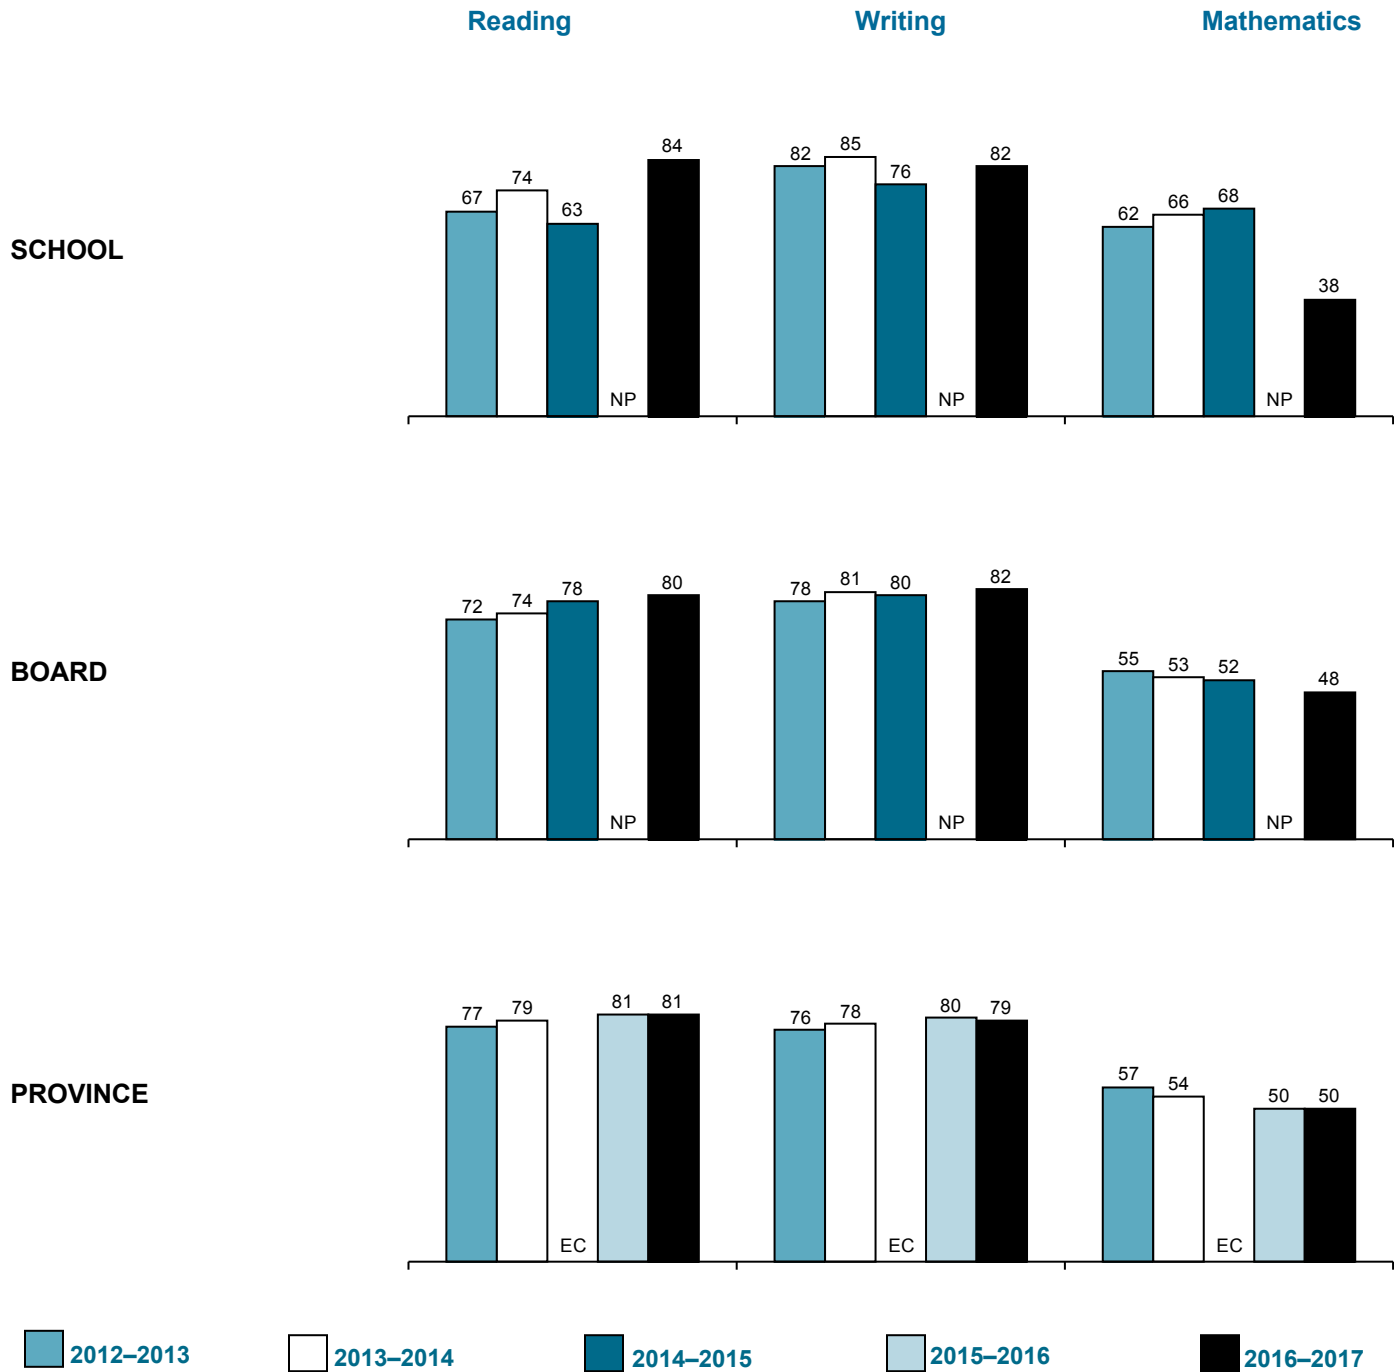 Reading Writing Mathematics
SCHOOL
67 74 63 NP 84 82 85 76 NP 82 62 66 68 NP 38
BOARD
72 74 78 NP 80 78 81 80 NP 82 55 53 52 NP 48
PROVINCE
77 79 EC 81 81 76 78 EC 80 79 57 54 EC 50 50
2012–2013 2013–2014 2014–2015 2015–2016 2016–2017